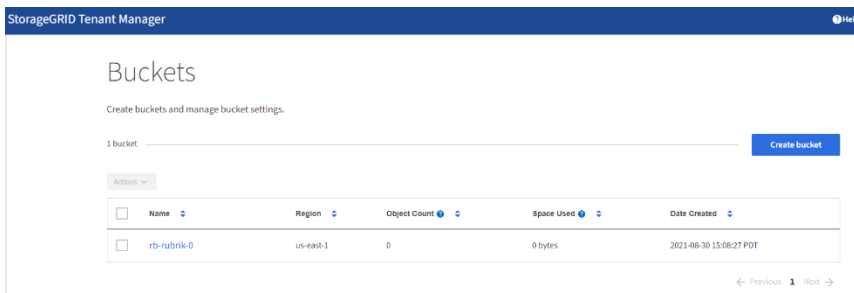 StorageGRID Tenant Manager
Buckets
Create buckets and manage bucket settings.
1 bucket Create bucket
Actions
Name Region Object Count Space Used Date Created
rb-rubrik-0 us-east-1 0 0 bytes 2021-08-30 15:08:27 PDT
← Previous 1 Next →